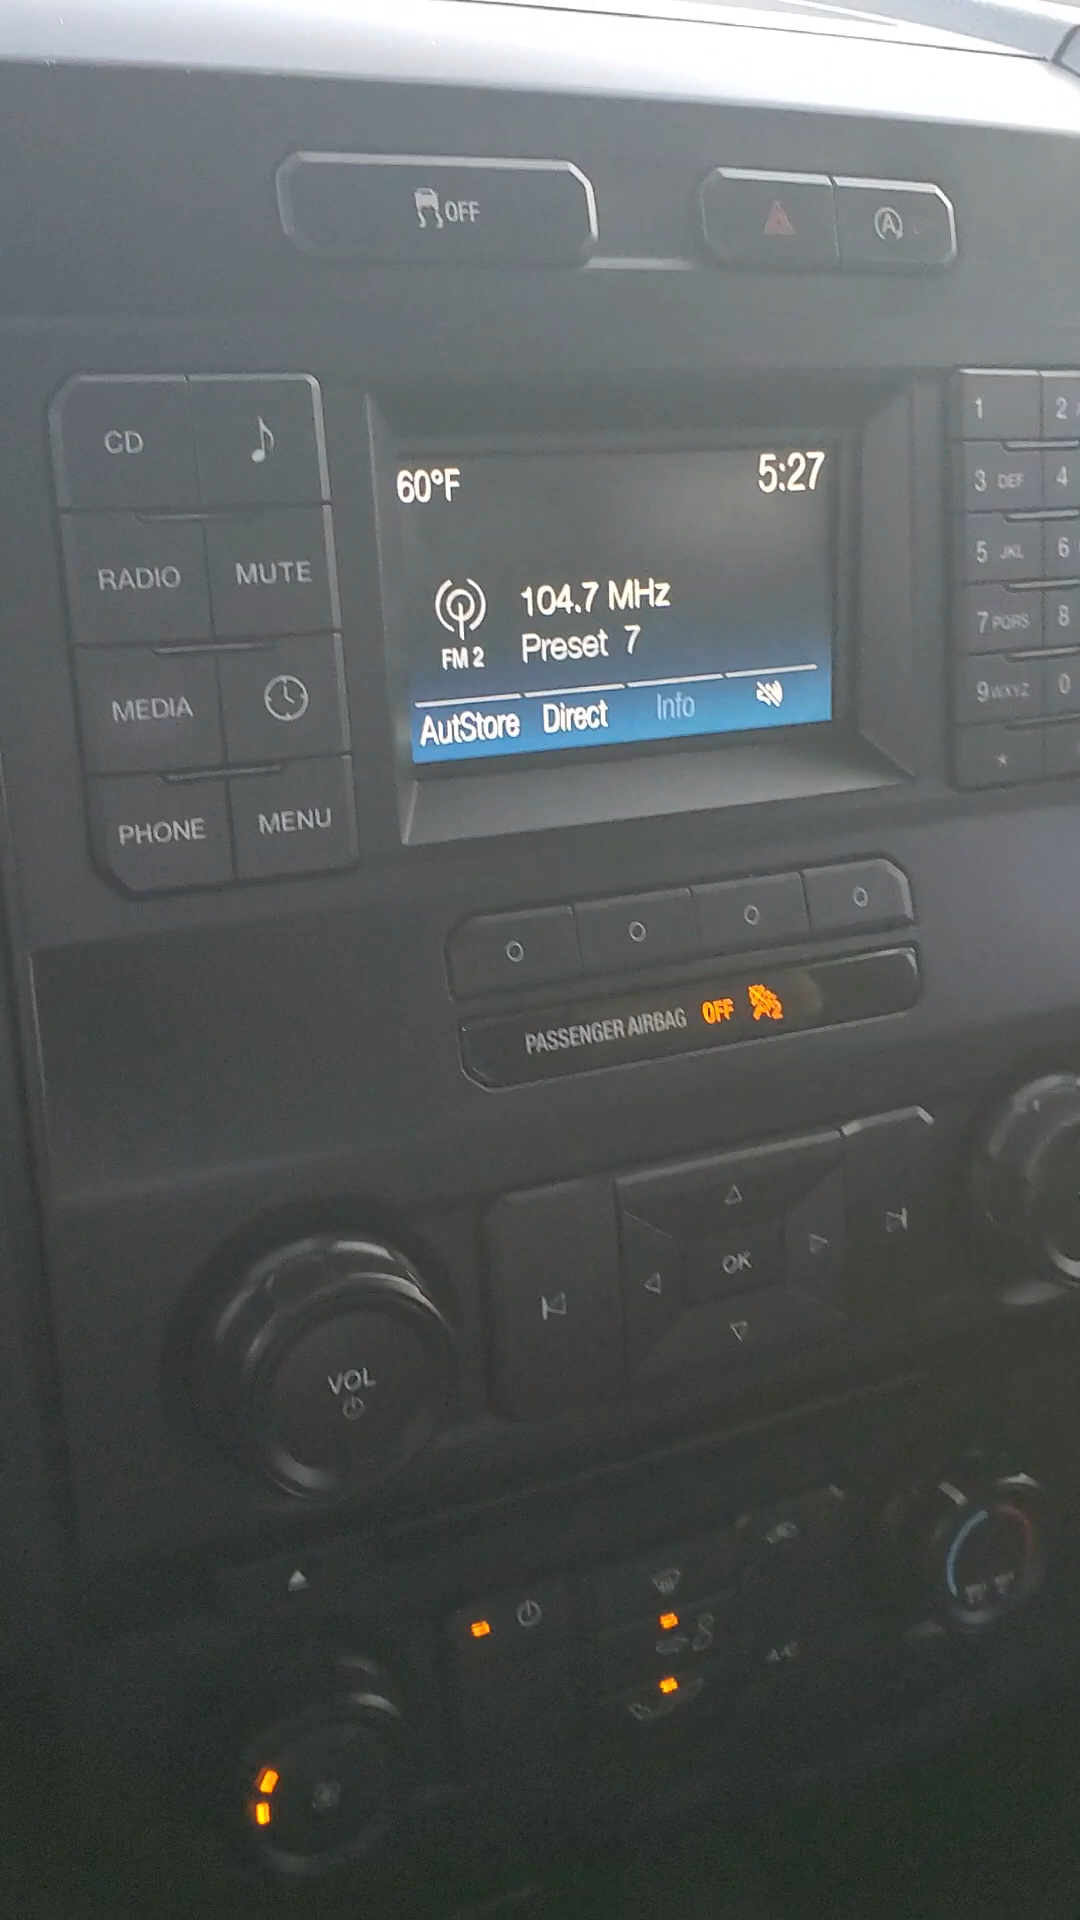 OFF
A
CD
RADIO MUTE
MEDIA
PHONE MENU
60°F 5:27
104.7 MHz
FM 2 Preset 7
AutStore Direct Info
1 2
3 DEF 4
5 JKL 6
7 PQRS 8
9 WXYZ 0
*
PASSENGER AIRBAG OFF
OK
VOL
A/C